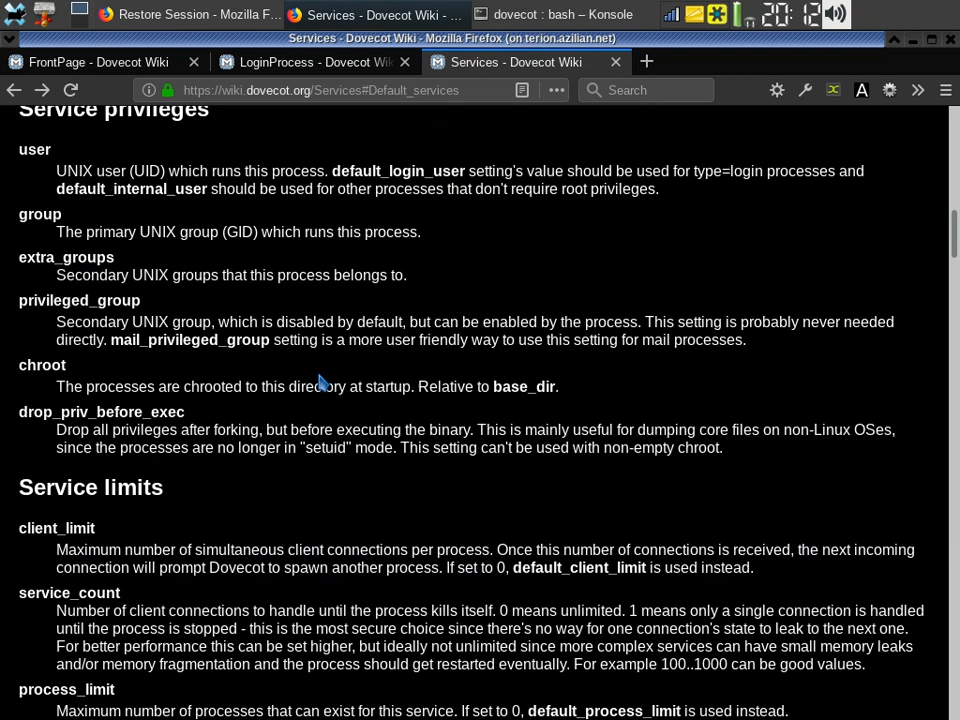 Restore Session - Mozilla F...
Services - Dovecot Wiki - ...
dovecot : bash – Konsole
20:12
Services - Dovecot Wiki - Mozilla Firefox (on terion.azilian.net)
FrontPage - Dovecot Wiki
LoginProcess - Dovecot Wik
Services - Dovecot Wiki
https://wiki.dovecot.org/Services#Default_services
Search
Service privileges
user
UNIX user (UID) which runs this process. default_login_user setting's value should be used for type=login processes and
default_internal_user should be used for other processes that don't require root privileges.
group
The primary UNIX group (GID) which runs this process.
extra_groups
Secondary UNIX groups that this process belongs to.
privileged_group
Secondary UNIX group, which is disabled by default, but can be enabled by the process. This setting is probably never needed
directly. mail_privileged_group setting is a more user friendly way to use this setting for mail processes.
chroot
The processes are chrooted to this directory at startup. Relative to base_dir.
drop_priv_before_exec
Drop all privileges after forking, but before executing the binary. This is mainly useful for dumping core files on non-Linux OSes,
since the processes are no longer in "setuid" mode. This setting can't be used with non-empty chroot.
Service limits
client_limit
Maximum number of simultaneous client connections per process. Once this number of connections is received, the next incoming
connection will prompt Dovecot to spawn another process. If set to 0, default_client_limit is used instead.
service_count
Number of client connections to handle until the process kills itself. 0 means unlimited. 1 means only a single connection is handled
until the process is stopped - this is the most secure choice since there's no way for one connection's state to leak to the next one.
For better performance this can be set higher, but ideally not unlimited since more complex services can have small memory leaks
and/or memory fragmentation and the process should get restarted eventually. For example 100..1000 can be good values.
process_limit
Maximum number of processes that can exist for this service. If set to 0, default_process_limit is used instead.